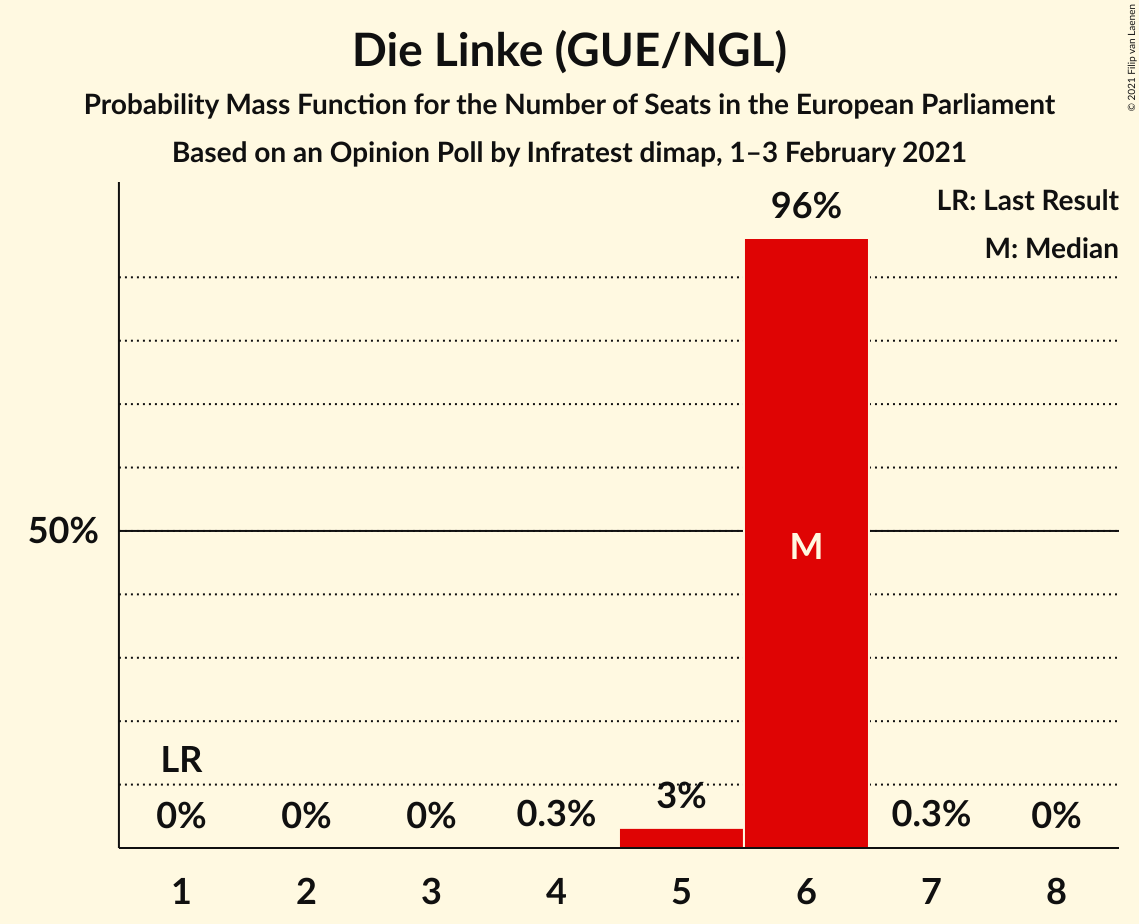 Die Linke (GUE/NGL)
Probability Mass Function for the Number of Seats in the European Parliament
Based on an Opinion Poll by Infratest dimap, 1–3 February 2021
© 2021 Filip van Laenen
LR: Last Result
M: Median
96%
50%
M
LR
0%
0%
0%
0.3%
3%
0.3%
0%
1
2
3
4
5
6
7
8